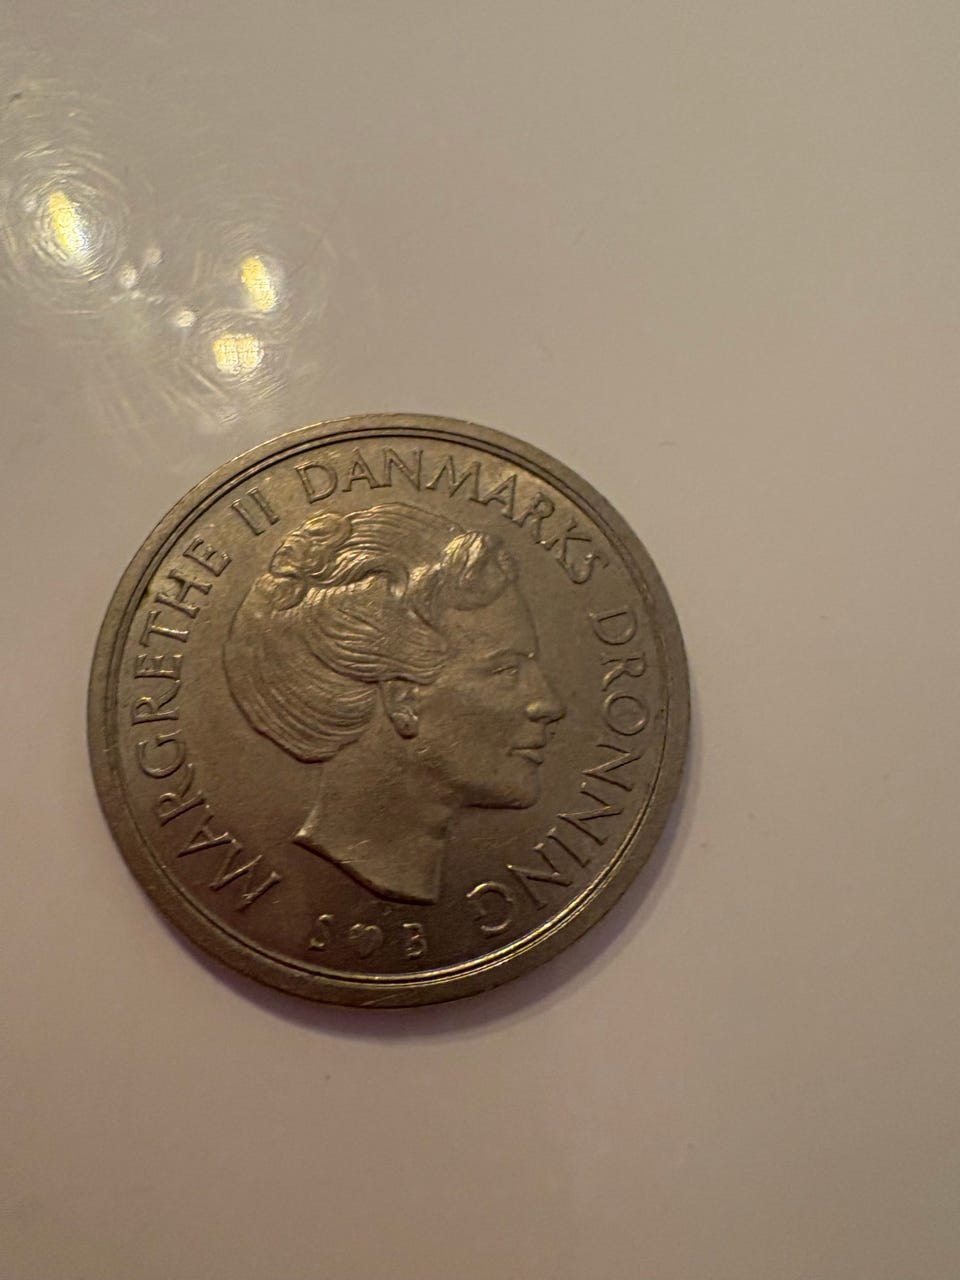 MARGRETHE II DANMARKS DRONNING
S ♥ B